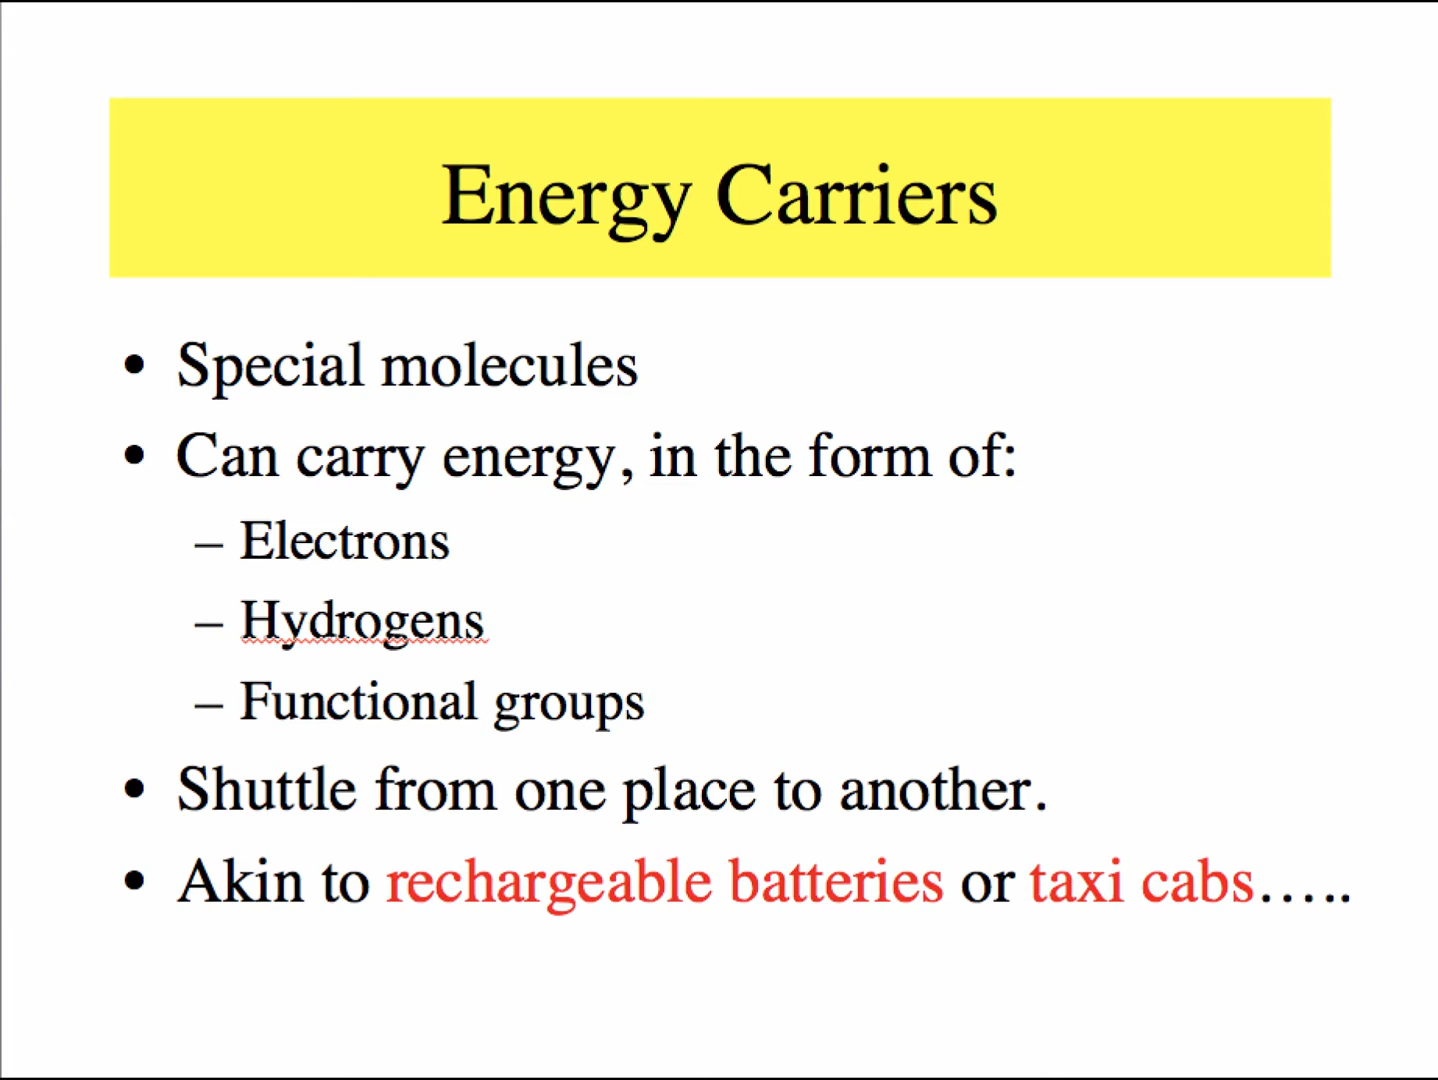 Energy Carriers
• Special molecules
• Can carry energy, in the form of:
– Electrons
– Hydrogens
– Functional groups
• Shuttle from one place to another.
• Akin to rechargeable batteries or taxi cabs…..